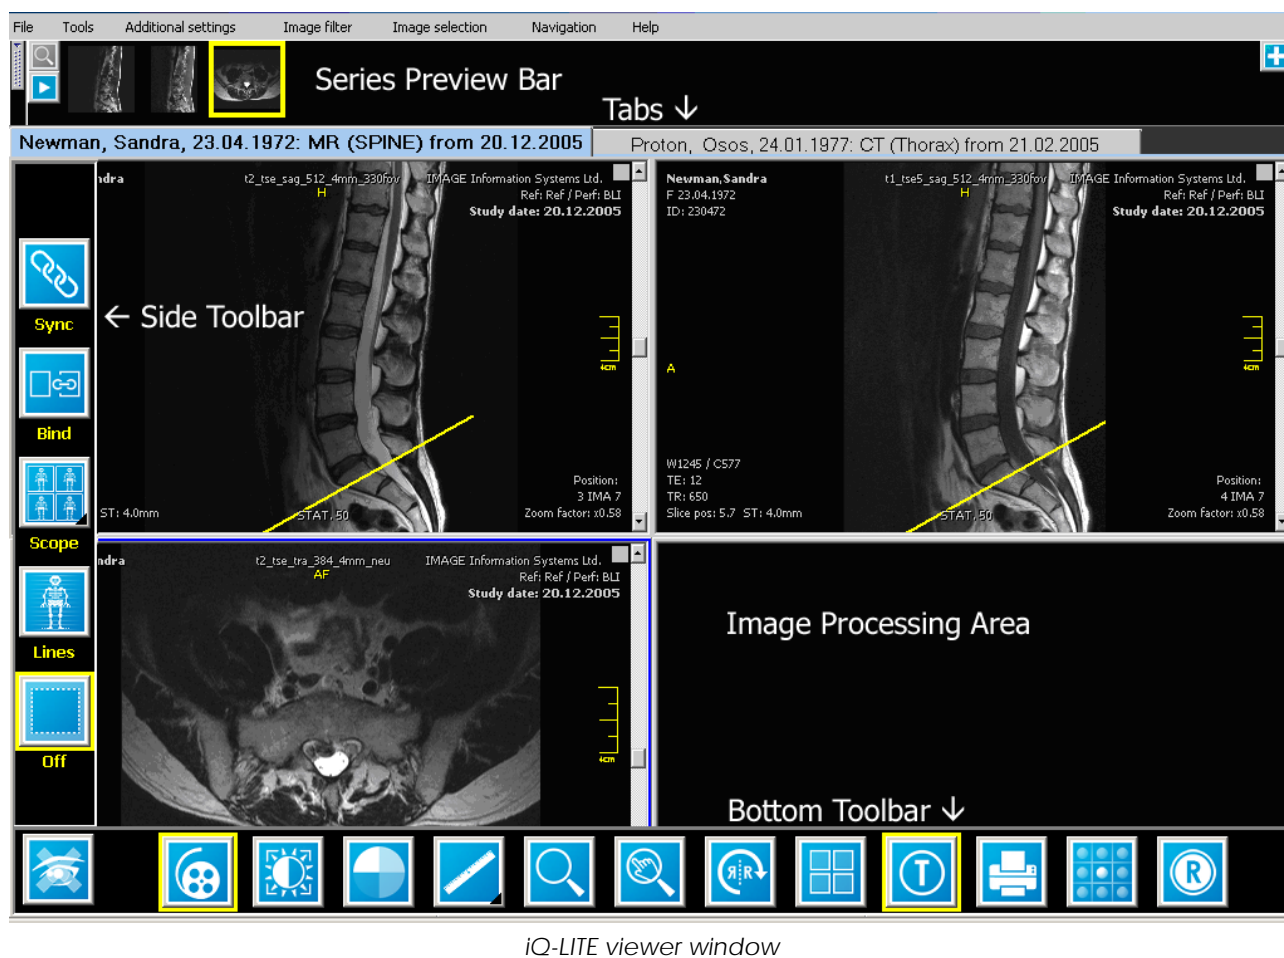 File Tools Additional settings Image filter Image selection Navigation Help
Series Preview Bar
Tabs ↓
Newman, Sandra, 23.04.1972: MR (SPINE) from 20.12.2005
Proton, Osos, 24.01.1977: CT (Thorax) from 21.02.2005
ndra t2_tse_sag_512_4mm_330fov IMAGE Information Systems Ltd.
H Ref: Ref / Perf: BLI
Study date: 20.12.2005
← Side Toolbar
4cm
Position:
3 IMA 7
ST: 4.0mm STAT. 50 Zoom factor: x0.58
Newman,Sandra t1_tse5_sag_512_4mm_330fov IMAGE Information Systems Ltd.
F 23.04.1972 H Ref: Ref / Perf: BLI
ID: 230472 Study date: 20.12.2005
4cm
A
W1245 / C577
TE: 12 Position:
TR: 650 4 IMA 7
Slice pos: 5.7 ST: 4.0mm STAT. 50 Zoom factor: x0.58
Sync
Bind
Scope
Lines
Off
ndra t2_tse_tra_384_4mm_neu IMAGE Information Systems Ltd.
AF Ref: Ref / Perf: BLI
Study date: 20.12.2005
4cm
Image Processing Area
Bottom Toolbar ↓
R R T R
iQ-LITE viewer window